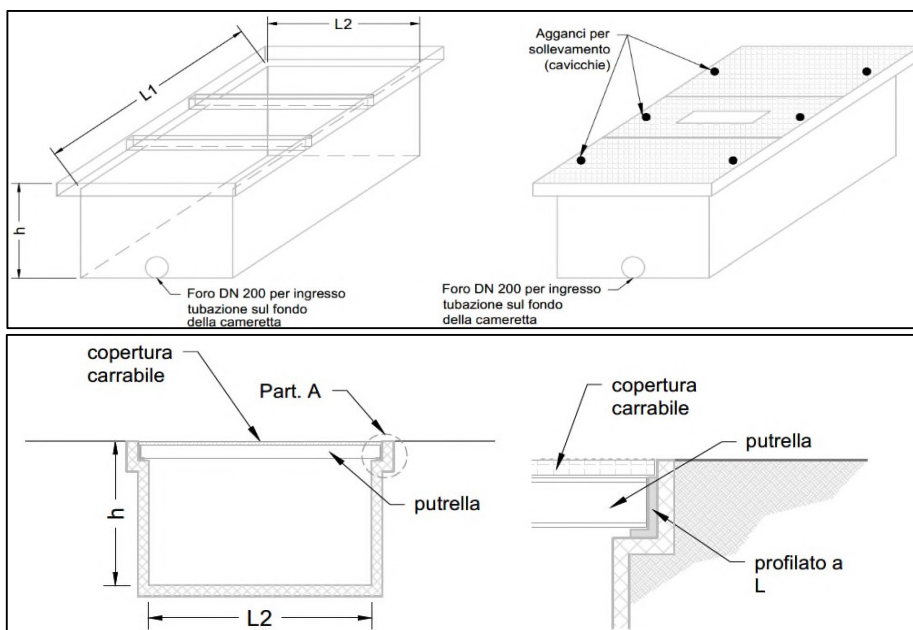 L2
L1
h
Foro DN 200 per ingresso
tubazione sul fondo
della cameretta
Agganci per
sollevamento
(cavicchie)
Foro DN 200 per ingresso
tubazione sul fondo
della cameretta
copertura
carrabile
Part. A
putrella
h
L2
copertura
carrabile
putrella
profilato a
L